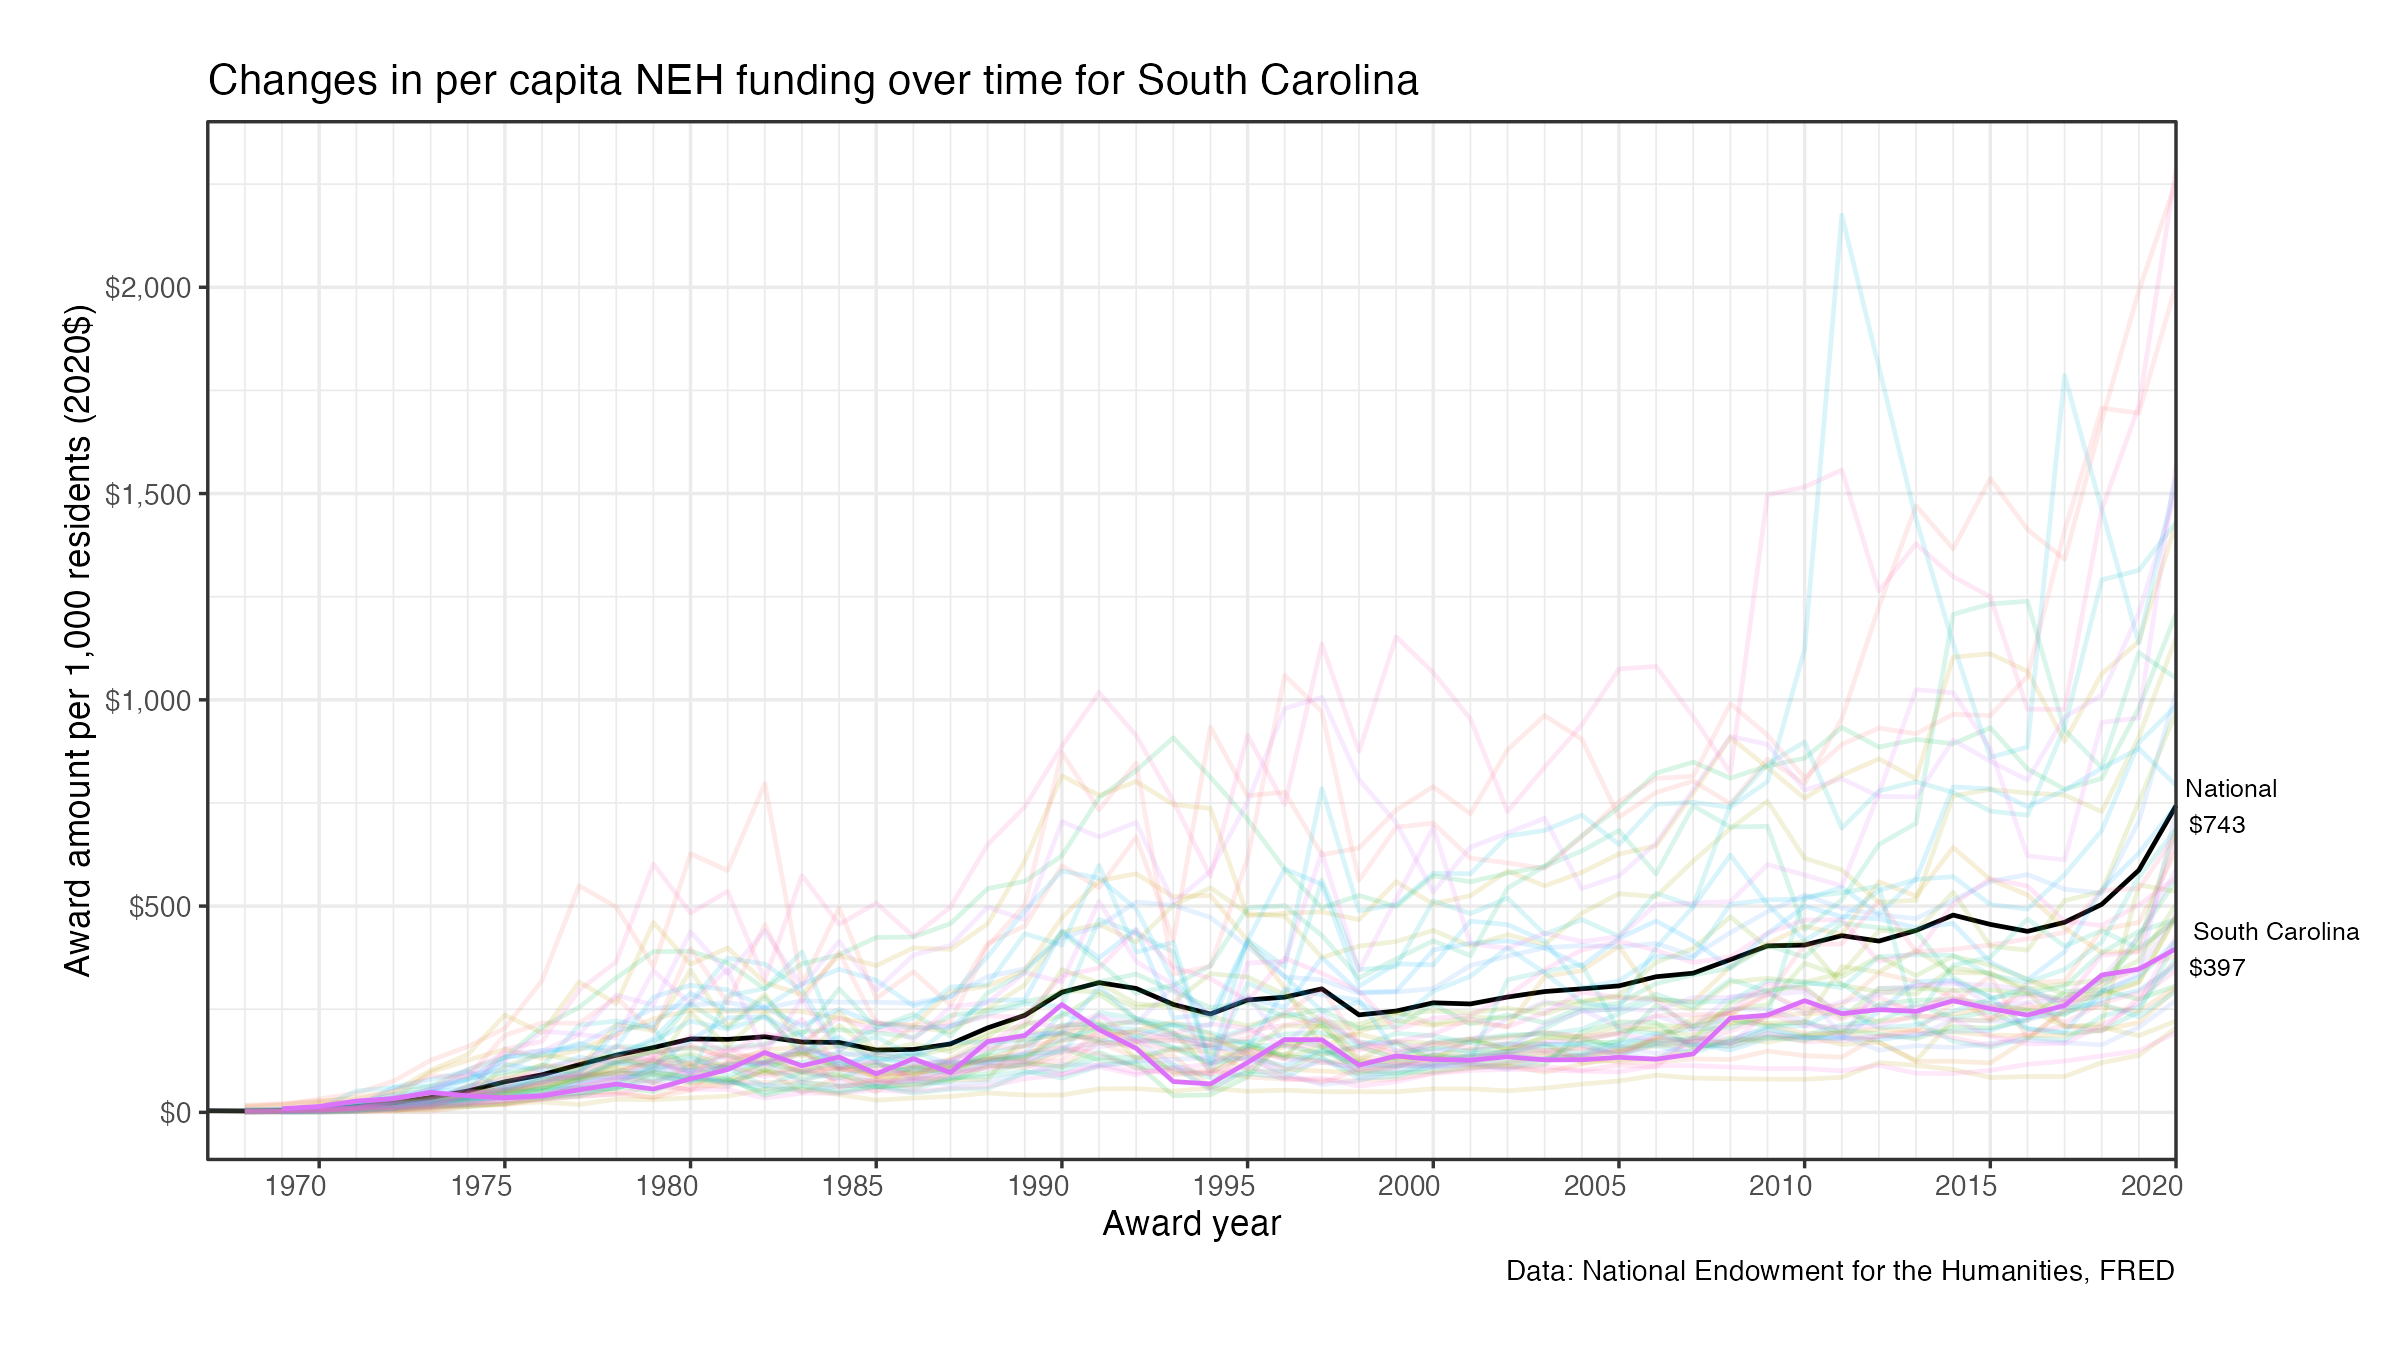 Changes in per capita NEH funding over time for South Carolina
Award amount per 1,000 residents (2020$)
$2,000
$1,500
$1,000
$500
$0
National
$743
South Carolina
$397
1970 1975 1980 1985 1990 1995 2000 2005 2010 2015 2020
Award year
Data: National Endowment for the Humanities, FRED